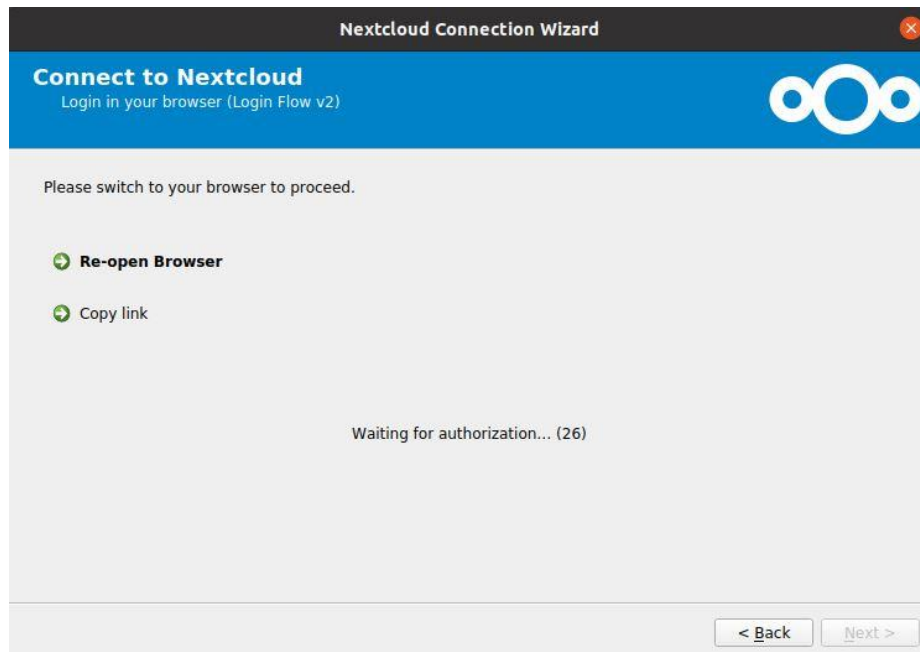 Nextcloud Connection Wizard
Connect to Nextcloud
Login in your browser (Login Flow v2)
Please switch to your browser to proceed.
Re-open Browser
Copy link
Waiting for authorization... (26)
< Back
Next >